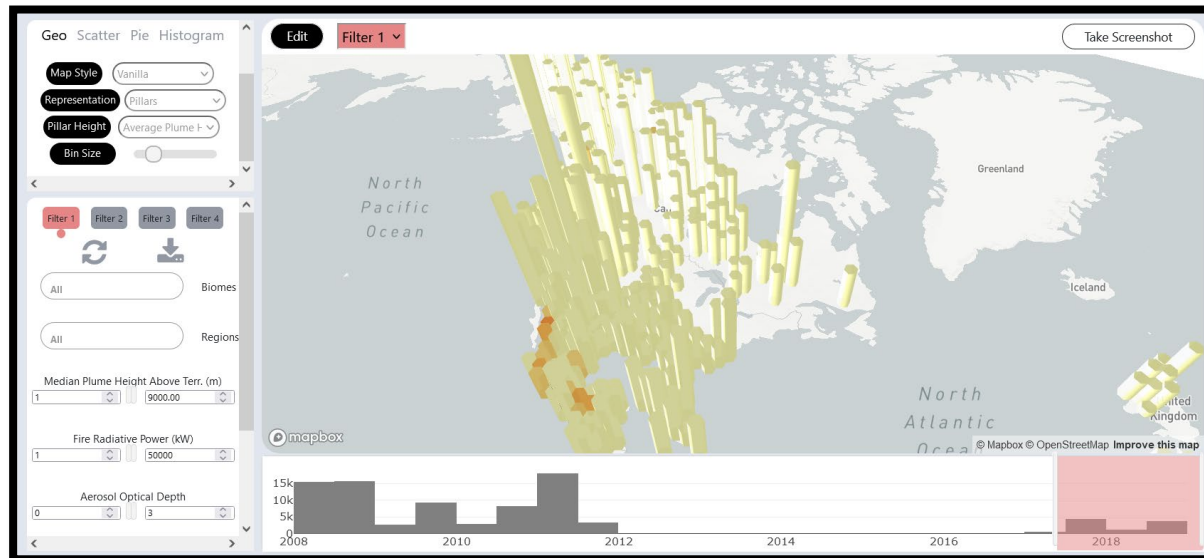 Geo Scatter Pie Histogram
Map Style Vanilla
Representation Pillars
Pillar Height Average Plume H
Bin Size
Filter 1 Filter 2 Filter 3 Filter 4
All Biomes
All Regions
Median Plume Height Above Terr. (m)
1 9000.00
Fire Radiative Power (kW)
1 50000
Aerosol Optical Depth
0 3
Edit Filter 1 Take Screenshot
Greenland
North
Pacific
Ocean
Iceland
North
Atlantic
Ocea
Kingdom
mapbox
© Mapbox © OpenStreetMap Improve this map
15k
10k
5k
0
2008 2010 2012 2014 2016 2018